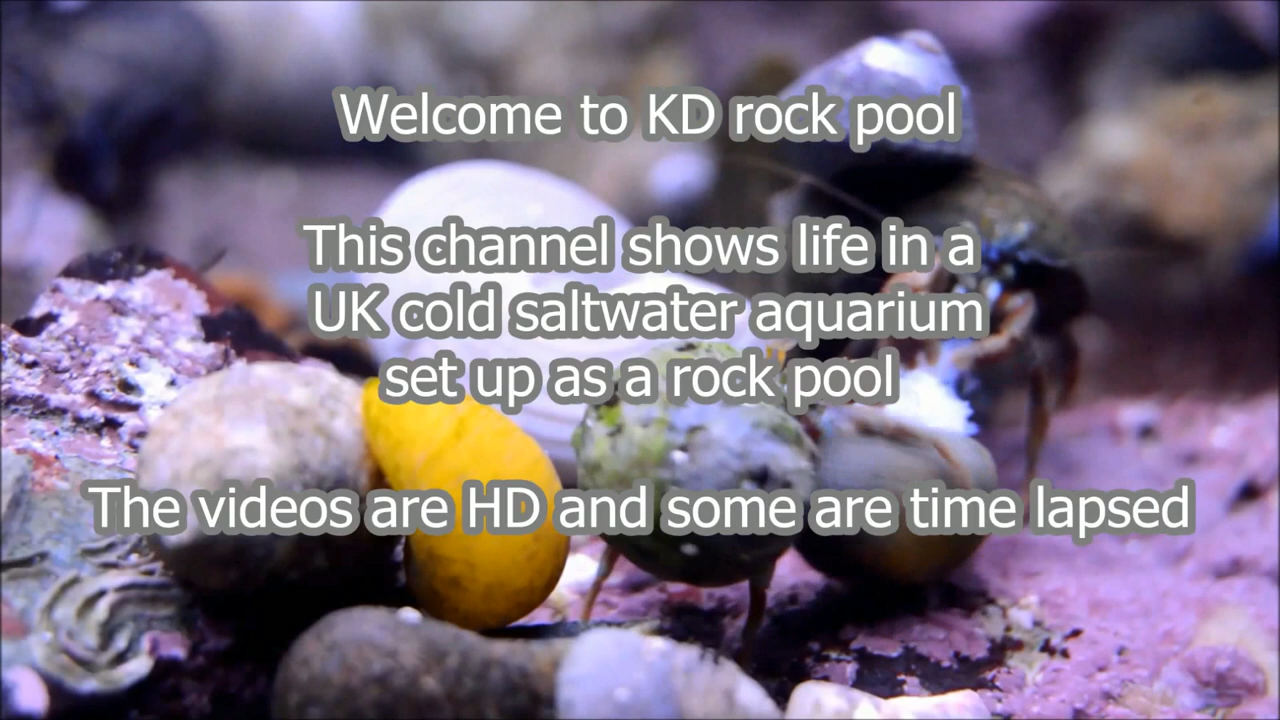 Welcome to KD rock pool
This channel shows life in a
UK cold saltwater aquarium
set up as a rock pool
The videos are HD and some are time lapsed